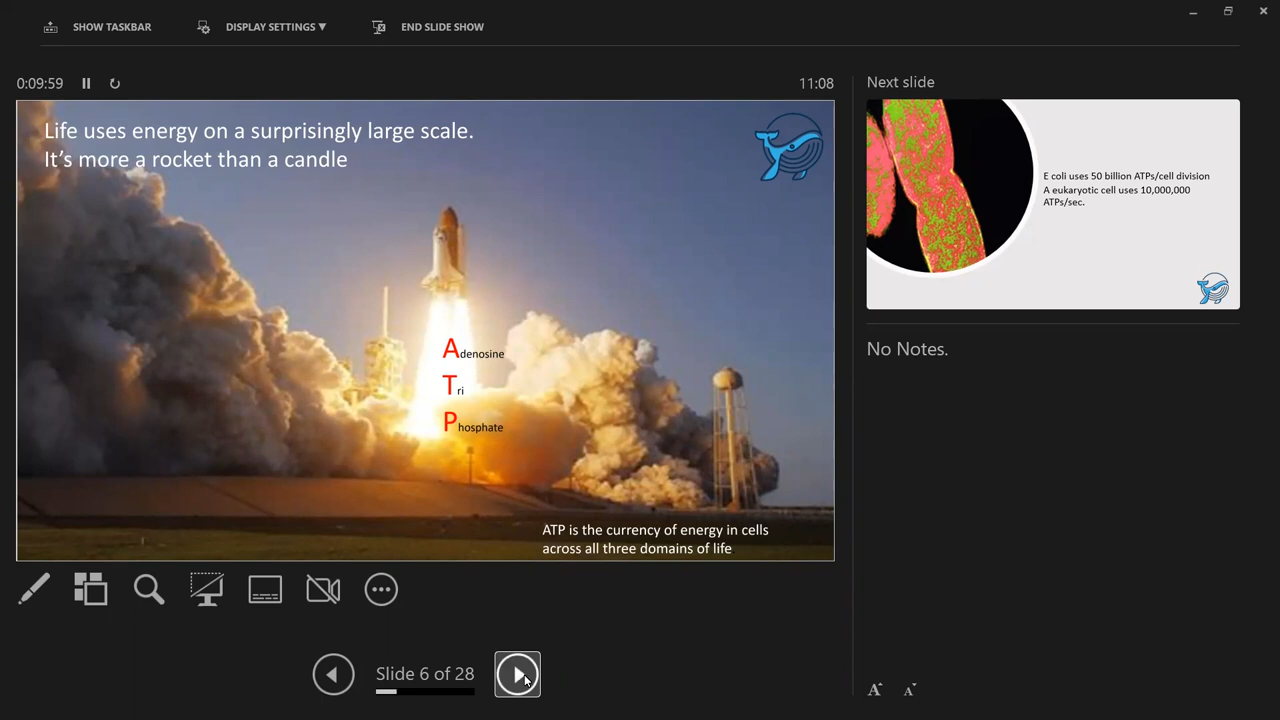 SHOW TASKBAR
DISPLAY SETTINGS ▼
END SLIDE SHOW
0:09:59
11:08
Life uses energy on a surprisingly large scale.
It’s more a rocket than a candle
Adenosine
Tri
Phosphate
ATP is the currency of energy in cells
across all three domains of life
Slide 6 of 28
Next slide
E coli uses 50 billion ATPs/cell division
A eukaryotic cell uses 10,000,000
ATPs/sec.
No Notes.
A A